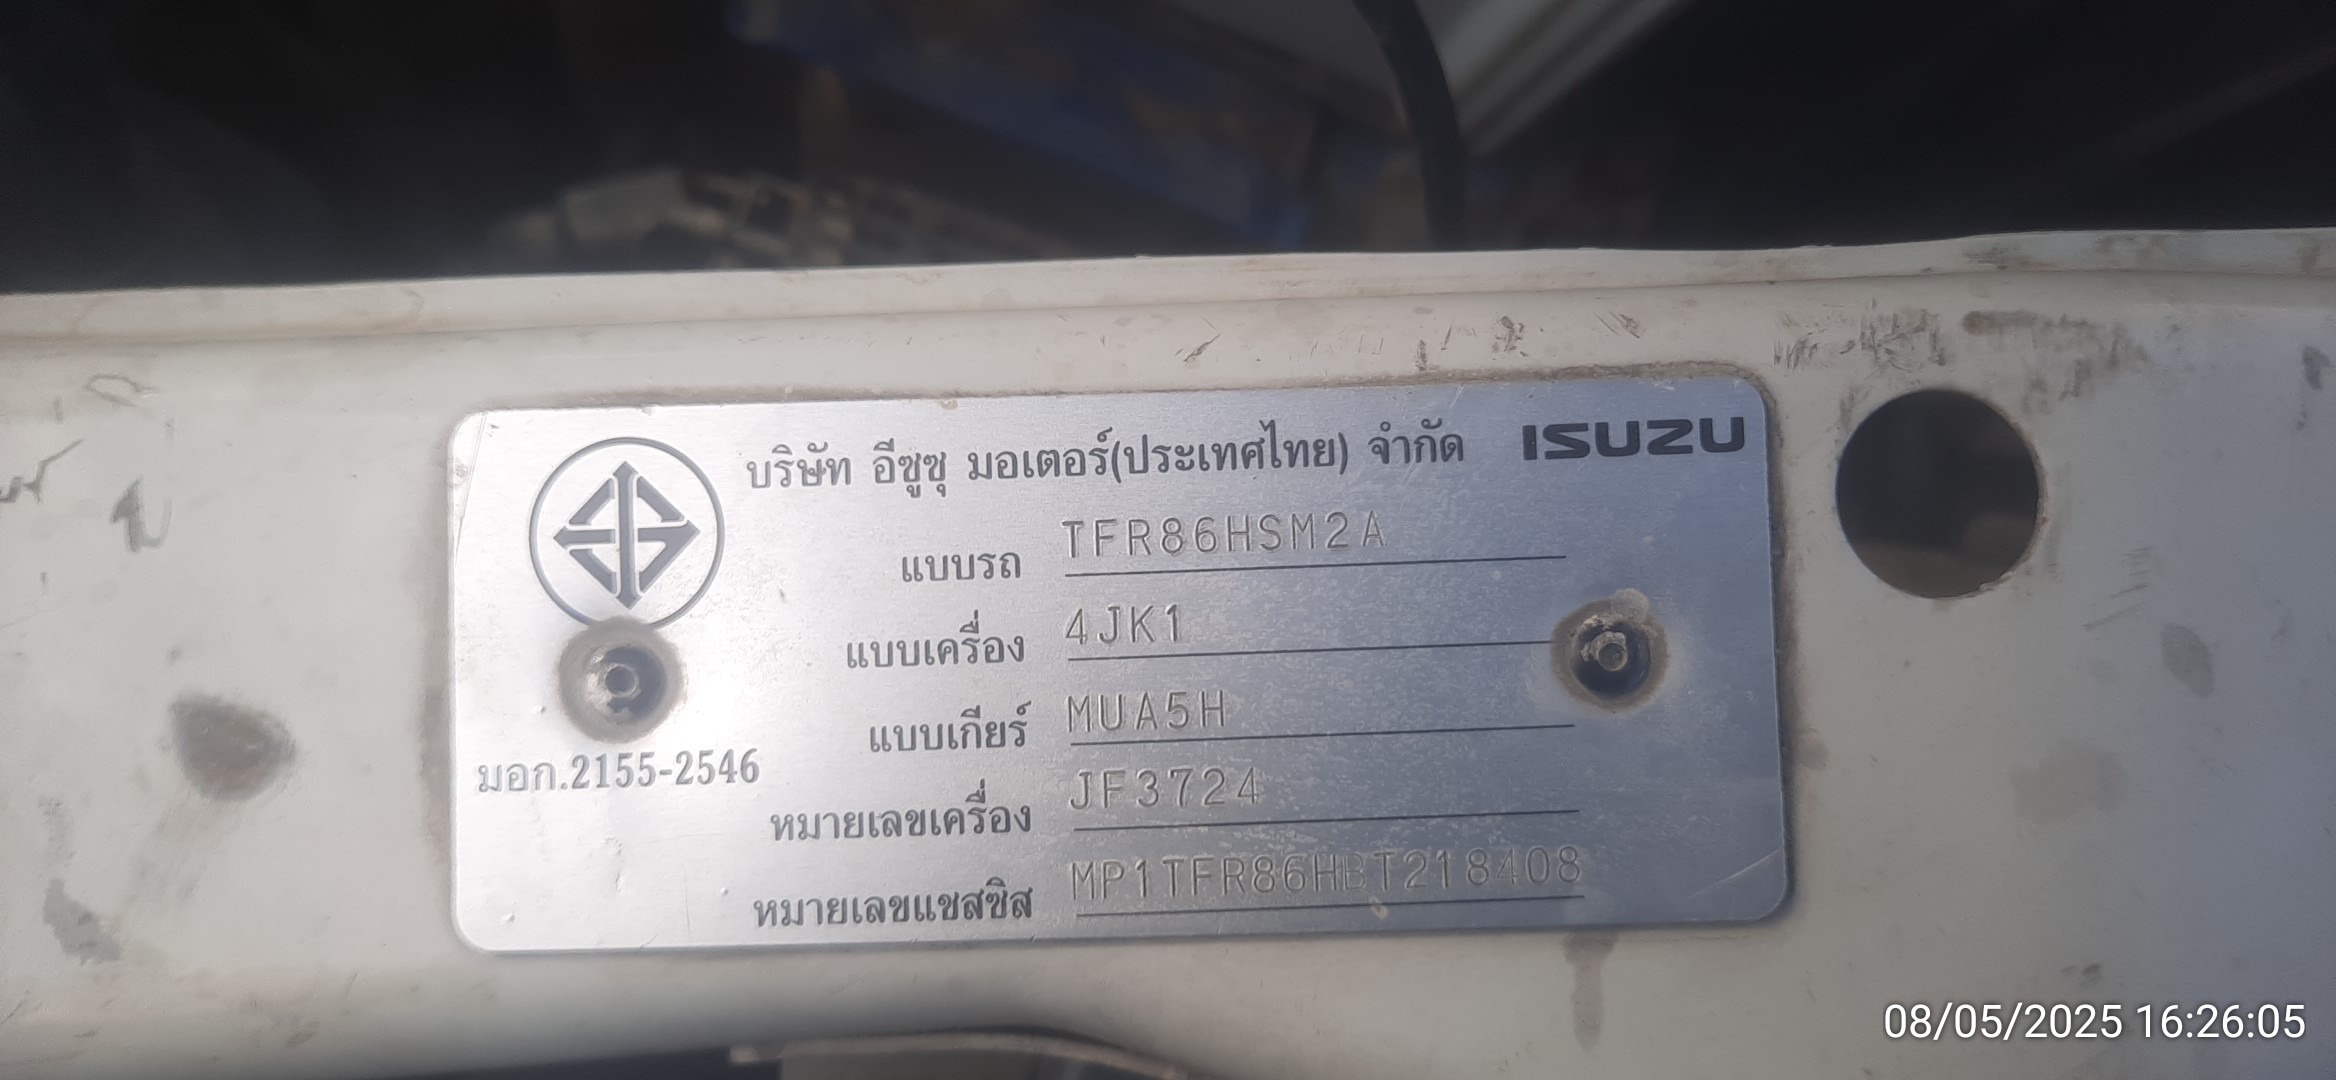 บริษัท อีซูซุ มอเตอร์(ประเทศไทย) จำกัด ISUZU
แบบรถ TFR86HSM2A
แบบเครื่อง 4JK1
แบบเกียร์ MUA5H
มอก.2155-2546
หมายเลขเครื่อง JF3724
หมายเลขแชสซิส MP1TFR86HBT218408
08/05/2025 16:26:05